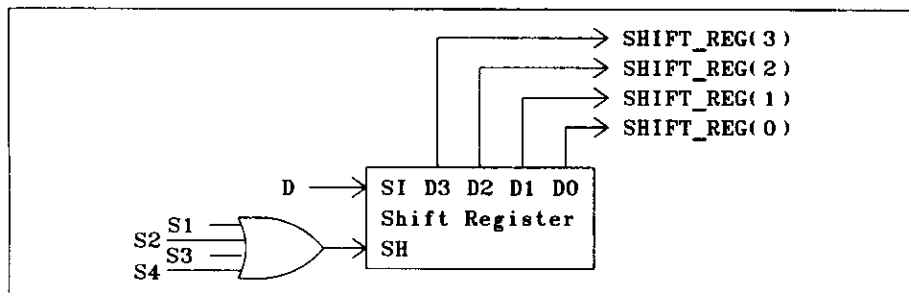 SHIFT_REG(3)
SHIFT_REG(2)
SHIFT_REG(1)
SHIFT_REG(0)
D SI D3 D2 D1 D0
Shift Register
S1
S2
SH
S3
S4